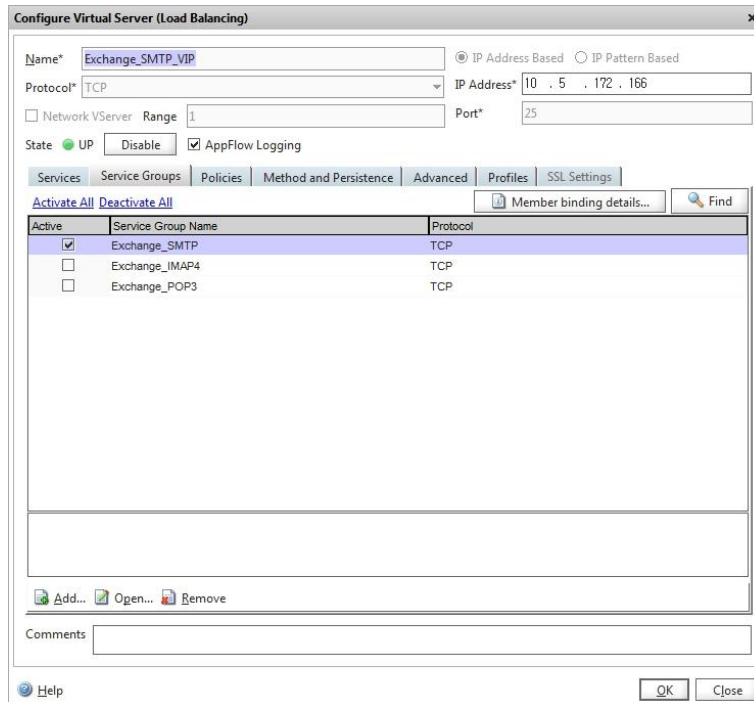 Configure Virtual Server (Load Balancing) x
Name* Exchange_SMTP_VIP IP Address Based IP Pattern Based
Protocol* TCP IP Address* 10 . 5 . 172 . 166
Network VServer Range 1 Port* 25
State UP Disable AppFlow Logging
Services Service Groups Policies Method and Persistence Advanced Profiles SSL Settings
Activate All Deactivate All Member binding details... Find
Active Service Group Name Protocol
Exchange_SMTP TCP
Exchange_IMAP4 TCP
Exchange_POP3 TCP
Add... Open... Remove
Comments
Help OK Close